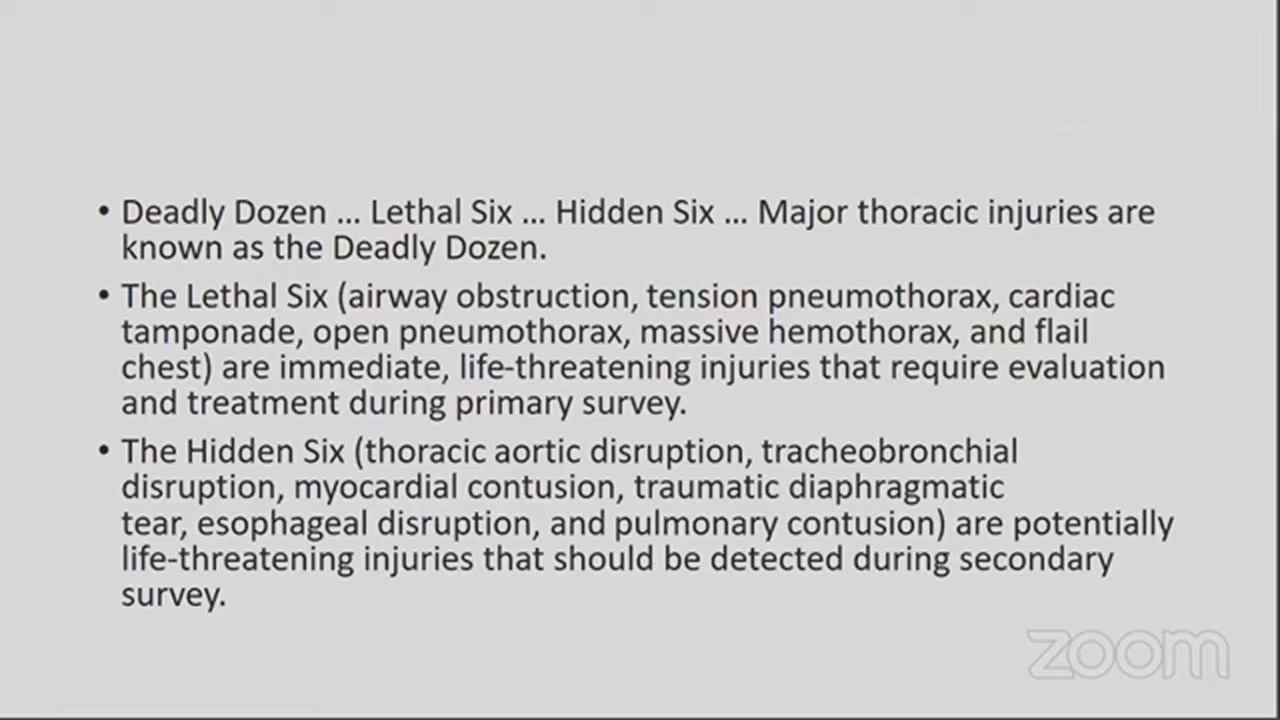 • Deadly Dozen ... Lethal Six ... Hidden Six ... Major thoracic injuries are
known as the Deadly Dozen.
• The Lethal Six (airway obstruction, tension pneumothorax, cardiac
tamponade, open pneumothorax, massive hemothorax, and flail
chest) are immediate, life-threatening injuries that require evaluation
and treatment during primary survey.
• The Hidden Six (thoracic aortic disruption, tracheobronchial
disruption, myocardial contusion, traumatic diaphragmatic
tear, esophageal disruption, and pulmonary contusion) are potentially
life-threatening injuries that should be detected during secondary
survey.
zoom